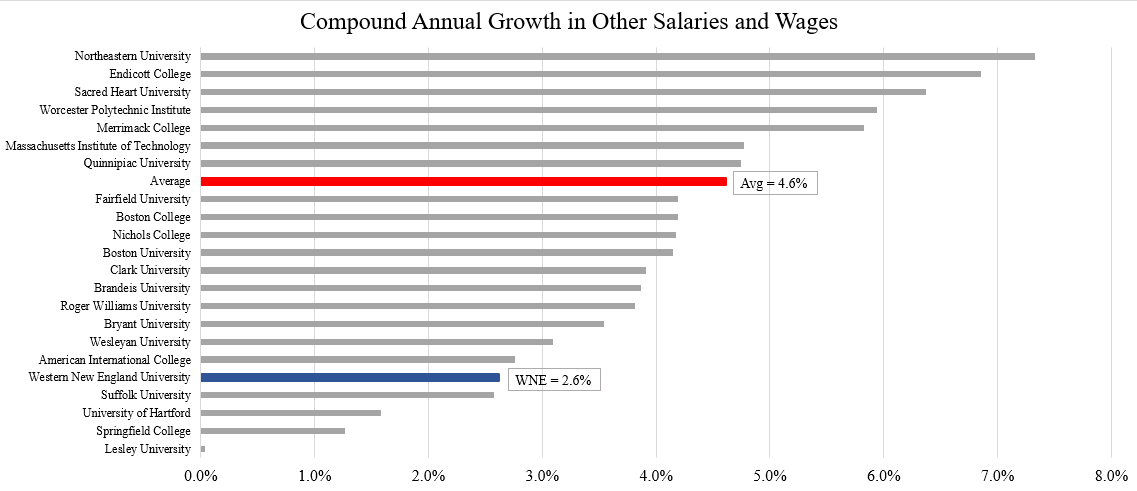 Compound Annual Growth in Other Salaries and Wages
Northeastern University
Endicott College
Sacred Heart University
Worcester Polytechnic Institute
Merrimack College
Massachusetts Institute of Technology
Quinnipiac University
Average
Avg = 4.6%
Fairfield University
Boston College
Nichols College
Boston University
Clark University
Brandeis University
Roger Williams University
Bryant University
Wesleyan University
American International College
Western New England University
WNE = 2.6%
Suffolk University
University of Hartford
Springfield College
Lesley University
0.0% 1.0% 2.0% 3.0% 4.0% 5.0% 6.0% 7.0% 8.0%